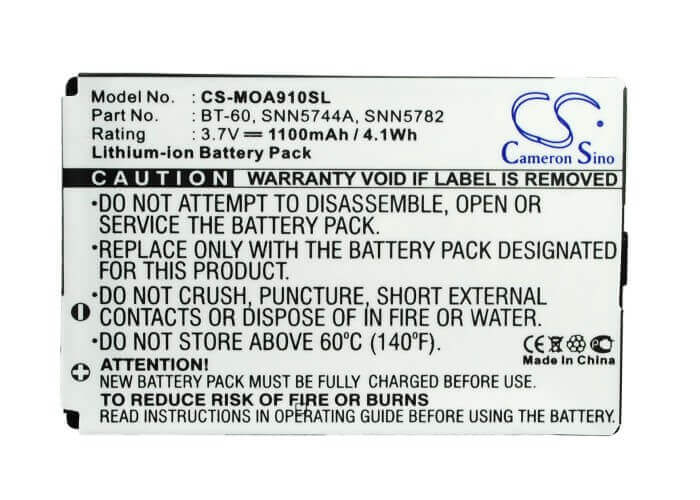 Model No.: CS-MOA910SL
Part No.: BT-60, SNN5744A, SNN5782
Rating : 3.7V ⎓ 1100mAh / 4.1Wh
Lithium-ion Battery Pack
CS
Cameron Sino
CAUTION WARRANTY VOID IF LABEL IS REMOVED
•DO NOT ATTEMPT TO DISASSEMBLE, OPEN OR
SERVICE THE BATTERY PACK.
•REPLACE ONLY WITH THE BATTERY PACK DESIGNATED
FOR THIS APPLICATION.
•DO NOT CRUSH, PUNCTURE, SHORT EXTERNAL
CONTACTS OR DISPOSE OF IN FIRE OR WATER.
•DO NOT STORE ABOVE 60°C (140°F).
CE
Made In China
ATTENTION!
NEW BATTERY PACK MUST BE FULLY CHARGED BEFORE USE
TO REDUCE RISK OF FIRE OR BURNS
READ INSTRUCTIONS IN OPERATING GUIDE BEFORE USING THE BATTERY.